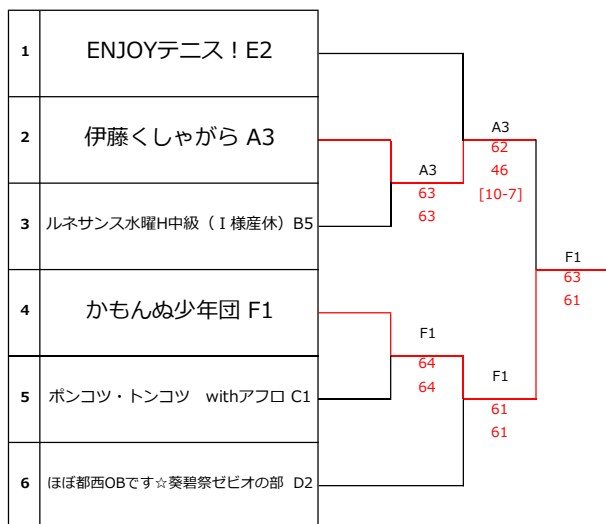 1 ENJOYテニス！E2
2 伊藤くしゃがら A3
3 ルネサンス水曜H中級（Ｉ様産休）B5
4 かもんぬ少年団 F1
5 ポンコツ・トンコツ　withアフロ C1
6 ほぼ都西OBです☆葵碧祭ゼビオの部 D2
A3
63
63
F1
64
64
A3
62
46
[10-7]
F1
61
61
F1
63
61